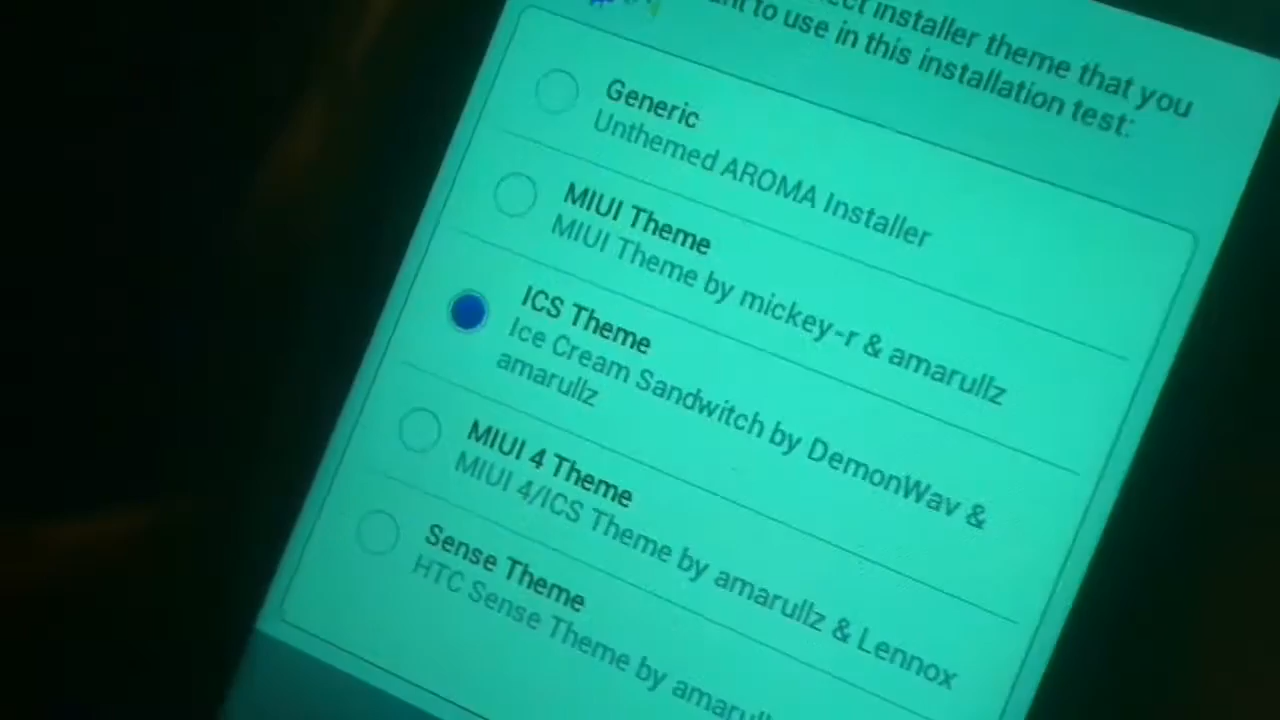 installer theme that you
to use in this installation test:
Generic
Unthemed AROMA Installer
MIUI Theme
MIUI Theme by mickey-r & amarullz
ICS Theme
Ice Cream Sandwitch by DemonWav &
amarullz
MIUI 4 Theme
MIUI 4/ICS Theme by amarullz & Lennox
Sense Theme
HTC Sense Theme by